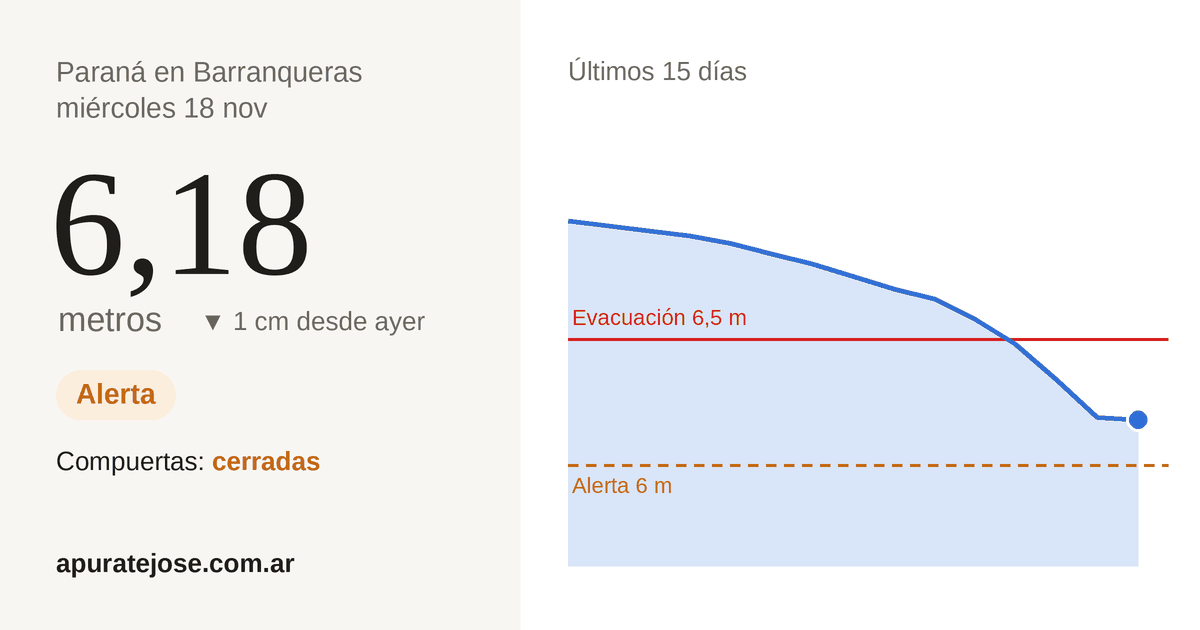 Paraná en Barranqueras
miércoles 18 nov
6,18
metros ▼ 1 cm desde ayer
Alerta
Compuertas: cerradas
apuratejose.com.ar
Últimos 15 días
Evacuación 6,5 m
Alerta 6 m